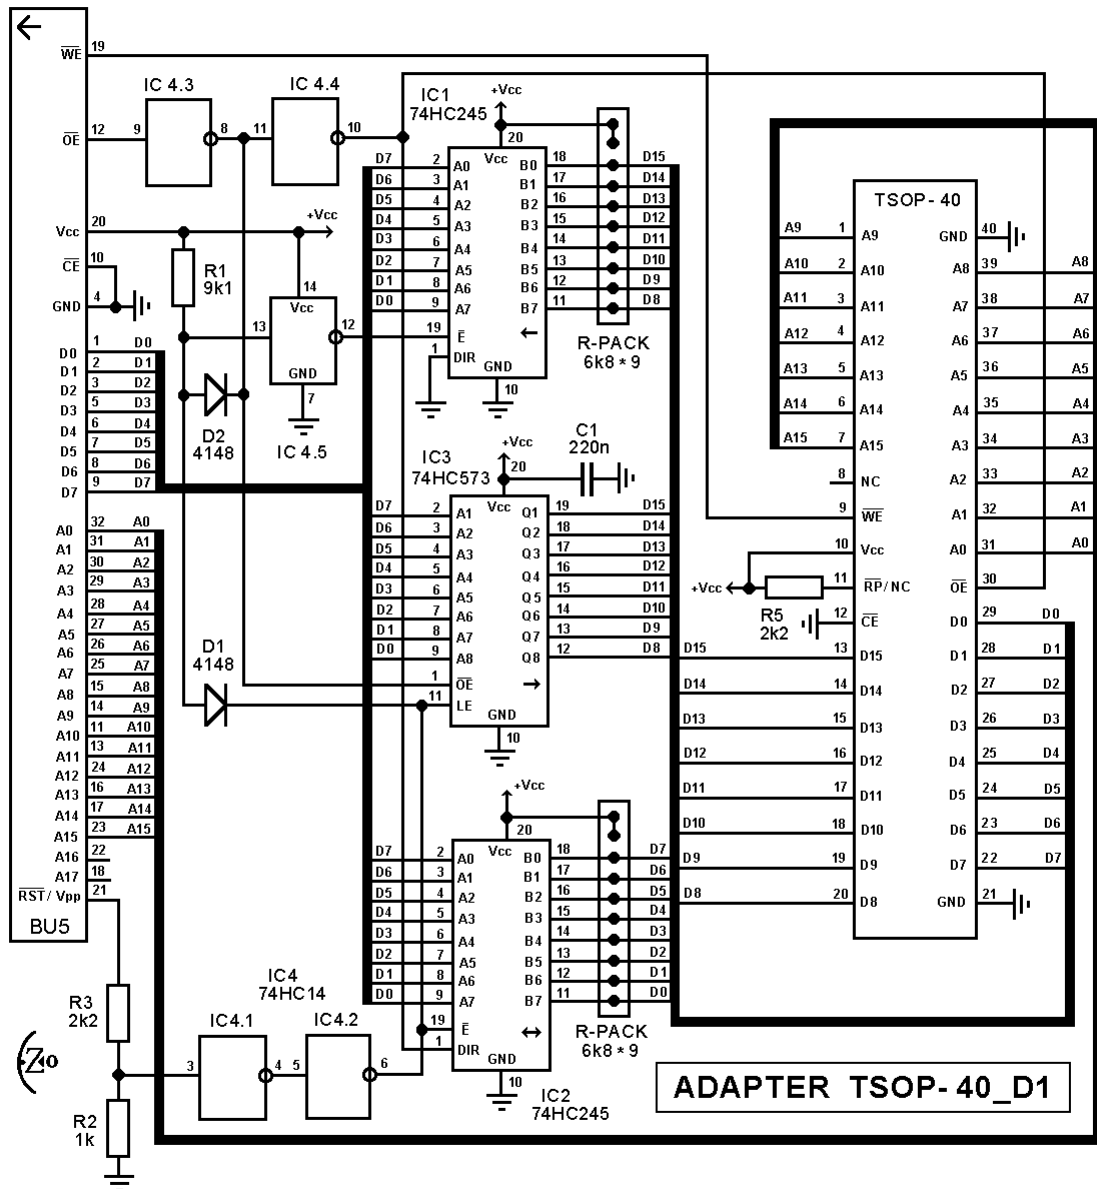 WE 19
OE 12
Vcc 20
CE 10
GND 4
D0 1 D0
D1 2 D1
D2 3 D2
D3 5 D3
D4 6 D4
D5 7 D5
D6 8 D6
D7 9 D7
A0 32 A0
A1 31 A1
A2 30 A2
A3 29 A3
A4 28 A4
A5 27 A5
A6 26 A6
A7 25 A7
A8 15 A8
A9 14 A9
A10 11 A10
A11 13 A11
A12 24 A12
A13 16 A13
A14 17 A14
A15 23 A15
A16 22
A17 18
RST/ Vpp 21
BU5
IC 4.3
9 8
IC 4.4
11 10
+Vcc
R1
9k1
14
Vcc
13 12
GND
7
IC 4.5
D2
4148
D1
4148
R3
2k2
R2
1k
Zo
IC4
74HC14
IC4.1
3 4
IC4.2
5 6
IC1
74HC245
+Vcc
20
Vcc
D7 2 A0 B0 18 D15
D6 3 A1 B1 17 D14
D5 4 A2 B2 16 D13
D4 5 A3 B3 15 D12
D3 6 A4 B4 14 D11
D2 7 A5 B5 13 D10
D1 8 A6 B6 12 D9
D0 9 A7 B7 11 D8
19 E
1 DIR
GND
10
R-PACK
6k8 * 9
IC3
74HC573
+Vcc
20
Vcc
C1
220n
D7 2 A1 Q1 19 D15
D6 3 A2 Q2 18 D14
D5 4 A3 Q3 17 D13
D4 5 A4 Q4 16 D12
D3 6 A5 Q5 15 D11
D2 7 A6 Q6 14 D10
D1 8 A7 Q7 13 D9
D0 9 A8 Q8 12 D8
1 OE
11 LE
GND
10
+Vcc
20
Vcc
D7 2 A0 B0 18 D7
D6 3 A1 B1 17 D6
D5 4 A2 B2 16 D5
D4 5 A3 B3 15 D4
D3 6 A4 B4 14 D3
D2 7 A5 B5 13 D2
D1 8 A6 B6 12 D1
D0 9 A7 B7 11 D0
19 E
1 DIR
GND
10
IC2
74HC245
R-PACK
6k8 * 9
TSOP- 40
A9 1 A9 GND 40
A10 2 A10 A8 39 A8
A11 3 A11 A7 38 A7
A12 4 A12 A6 37 A6
A13 5 A13 A5 36 A5
A14 6 A14 A4 35 A4
A15 7 A15 A3 34 A3
8 NC A2 33 A2
9 WE A1 32 A1
10 Vcc A0 31 A0
+Vcc
R5
2k2
11 RP/NC OE 30
12 CE D0 29 D0
D15 13 D15 D1 28 D1
D14 14 D14 D2 27 D2
D13 15 D13 D3 26 D3
D12 16 D12 D4 25 D4
D11 17 D11 D5 24 D5
D10 18 D10 D6 23 D6
D9 19 D9 D7 22 D7
D8 20 D8 GND 21
ADAPTER TSOP- 40_D1